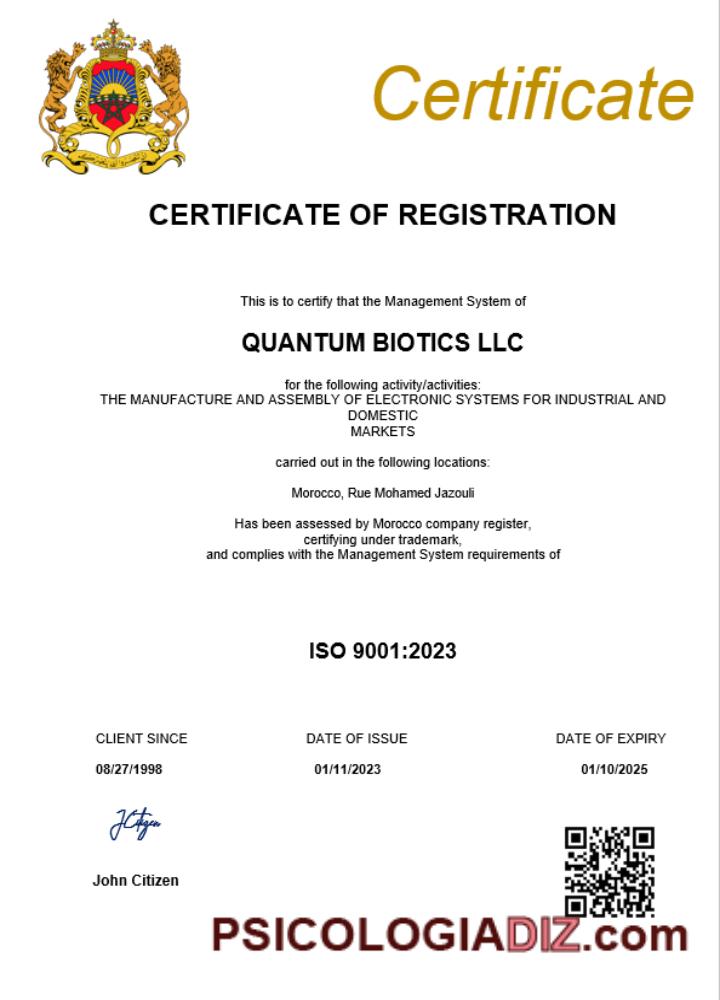 Certificate
CERTIFICATE OF REGISTRATION
This is to certify that the Management System of
QUANTUM BIOTICS LLC
for the following activity/activities:
THE MANUFACTURE AND ASSEMBLY OF ELECTRONIC SYSTEMS FOR INDUSTRIAL AND
DOMESTIC
MARKETS
carried out in the following locations:
Morocco, Rue Mohamed Jazouli
Has been assessed by Morocco company register,
certifying under trademark,
and complies with the Management System requirements of
ISO 9001:2023
CLIENT SINCE DATE OF ISSUE DATE OF EXPIRY
08/27/1998 01/11/2023 01/10/2025
JCitizen
John Citizen
PSICOLOGIADIZ.com